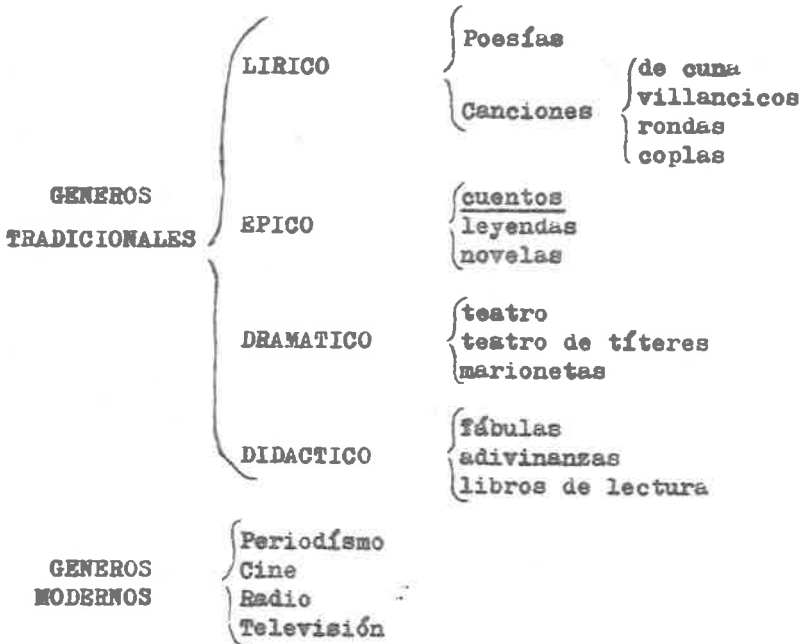 LIRICO
Poesías
Canciones
de cuna
villancicos
rondas
coplas
GENEROS
TRADICIONALES
EPICO
cuentos
leyendas
novelas
DRAMATICO
teatro
teatro de títeres
marionetas
DIDACTICO
fábulas
adivinanzas
libros de lectura
GENEROS
MODERNOS
Periodísmo
Cine
Radio
Televisión